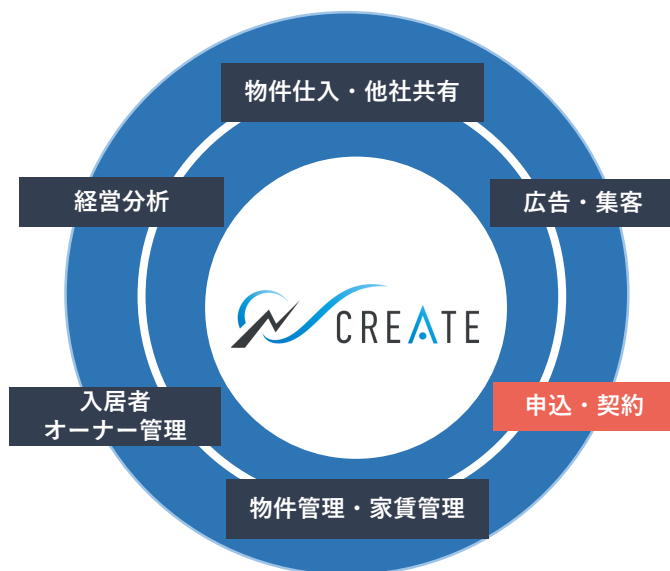 物件仕入・他社共有
経営分析
広告・集客
CREATE
入居者
オーナー管理
申込・契約
物件管理・家賃管理